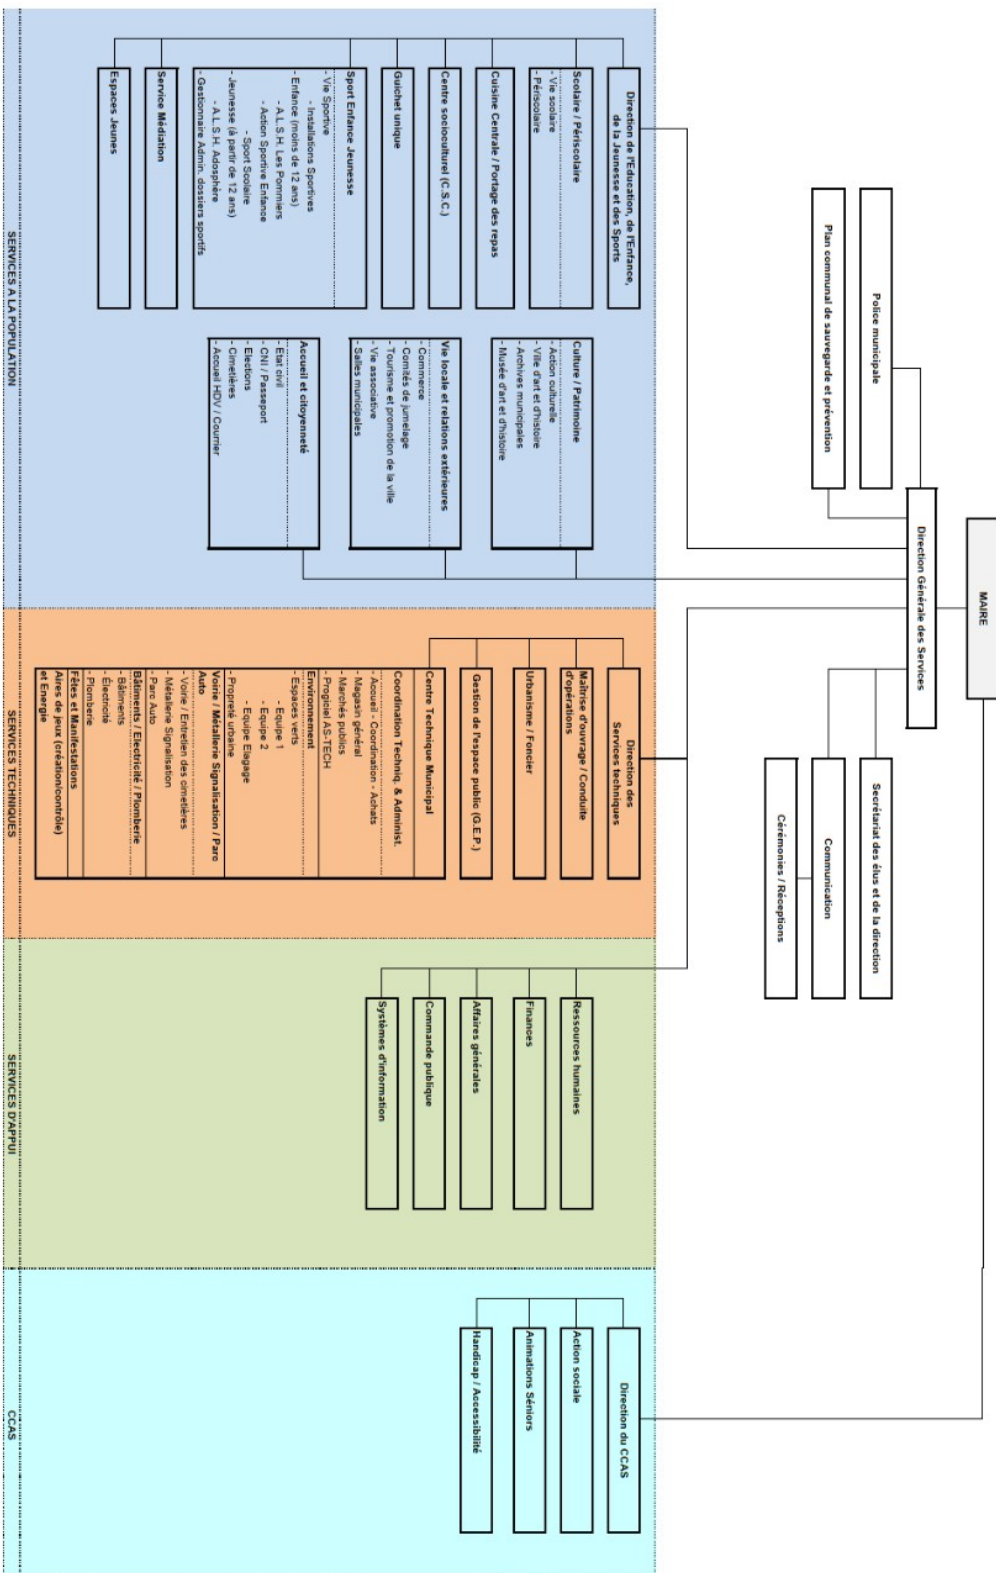 MAIRE
Direction Générale des Services
Police municipale
Plan communal de sauvegarde et prévention
Secrétariat des élus et de la direction
Communication
Cérémonies / Réceptions
Direction de l'Education, de l'Enfance,
de la Jeunesse et des Sports
Scolaire / Périscolaire
- Vie scolaire
- Périscolaire
Cuisine Centrale / Portage des repas
Centre socioculturel (C.S.C.)
Guichet unique
Sport Enfance Jeunesse
- Vie Sportive
- Installations Sportives
- Enfance (moins de 12 ans)
- A.L.S.H. Les Pommiers
- Action Sportive Enfance
- Sport Scolaire
- Jeunesse (à partir de 12 ans)
- A.L.S.H. Adosphère
- Gestionnaire Admin. dossiers sportifs
Service Médiation
Espaces Jeunes
Culture / Patrimoine
- Action culturelle
- Ville d'art et d'histoire
- Archives municipales
- Musée d'art et d'histoire
Vie locale et relations extérieures
- Commerce
- Comités de jumelage
- Tourisme et promotion de la ville
- Vie associative
- Salles municipales
Accueil et citoyenneté
- Etat civil
- CNI / Passeport
- Elections
- Cimetières
- Accueil HDV / Courrier
SERVICES A LA POPULATION
Direction des
Services techniques
Maîtrise d'ouvrage / Conduite
d'opérations
Urbanisme / Foncier
Gestion de l'espace public (G.E.P.)
Centre Technique Municipal
Coordination Techniq. & Administ.
- Accueil - Coordination - Achats
- Magasin général
- Marchés publics
- Progiciel AS-TECH
Environnement
- Espaces verts
- Equipe 1
- Equipe 2
- Equipe Elagage
- Propreté urbaine
Voirie / Métallerie Signalisation / Parc
Auto
- Voirie / Entretien des cimetières
- Métallerie Signalisation
- Parc Auto
Bâtiments / Electricité / Plomberie
- Bâtiments
- Électricité
- Plomberie
Fêtes et Manifestations
Aires de jeux (création/contrôle)
et Energie
SERVICES TECHNIQUES
Ressources humaines
Finances
Affaires générales
Commande publique
Systèmes d'information
SERVICES D'APPUI
Direction du CCAS
Action sociale
Animations Séniors
Handicap / Accessibilité
CCAS